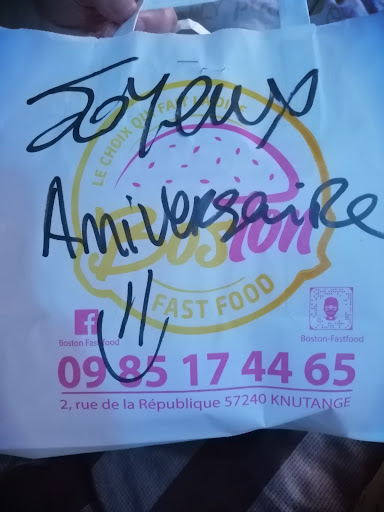 Joyeux
LE CHOIX QUI FAIT
Aniversaire
Boston
FAST FOOD
Boston Fastfood
Boston-Fastfood
09 85 17 44 65
2, rue de la République 57240 KNUTANGE